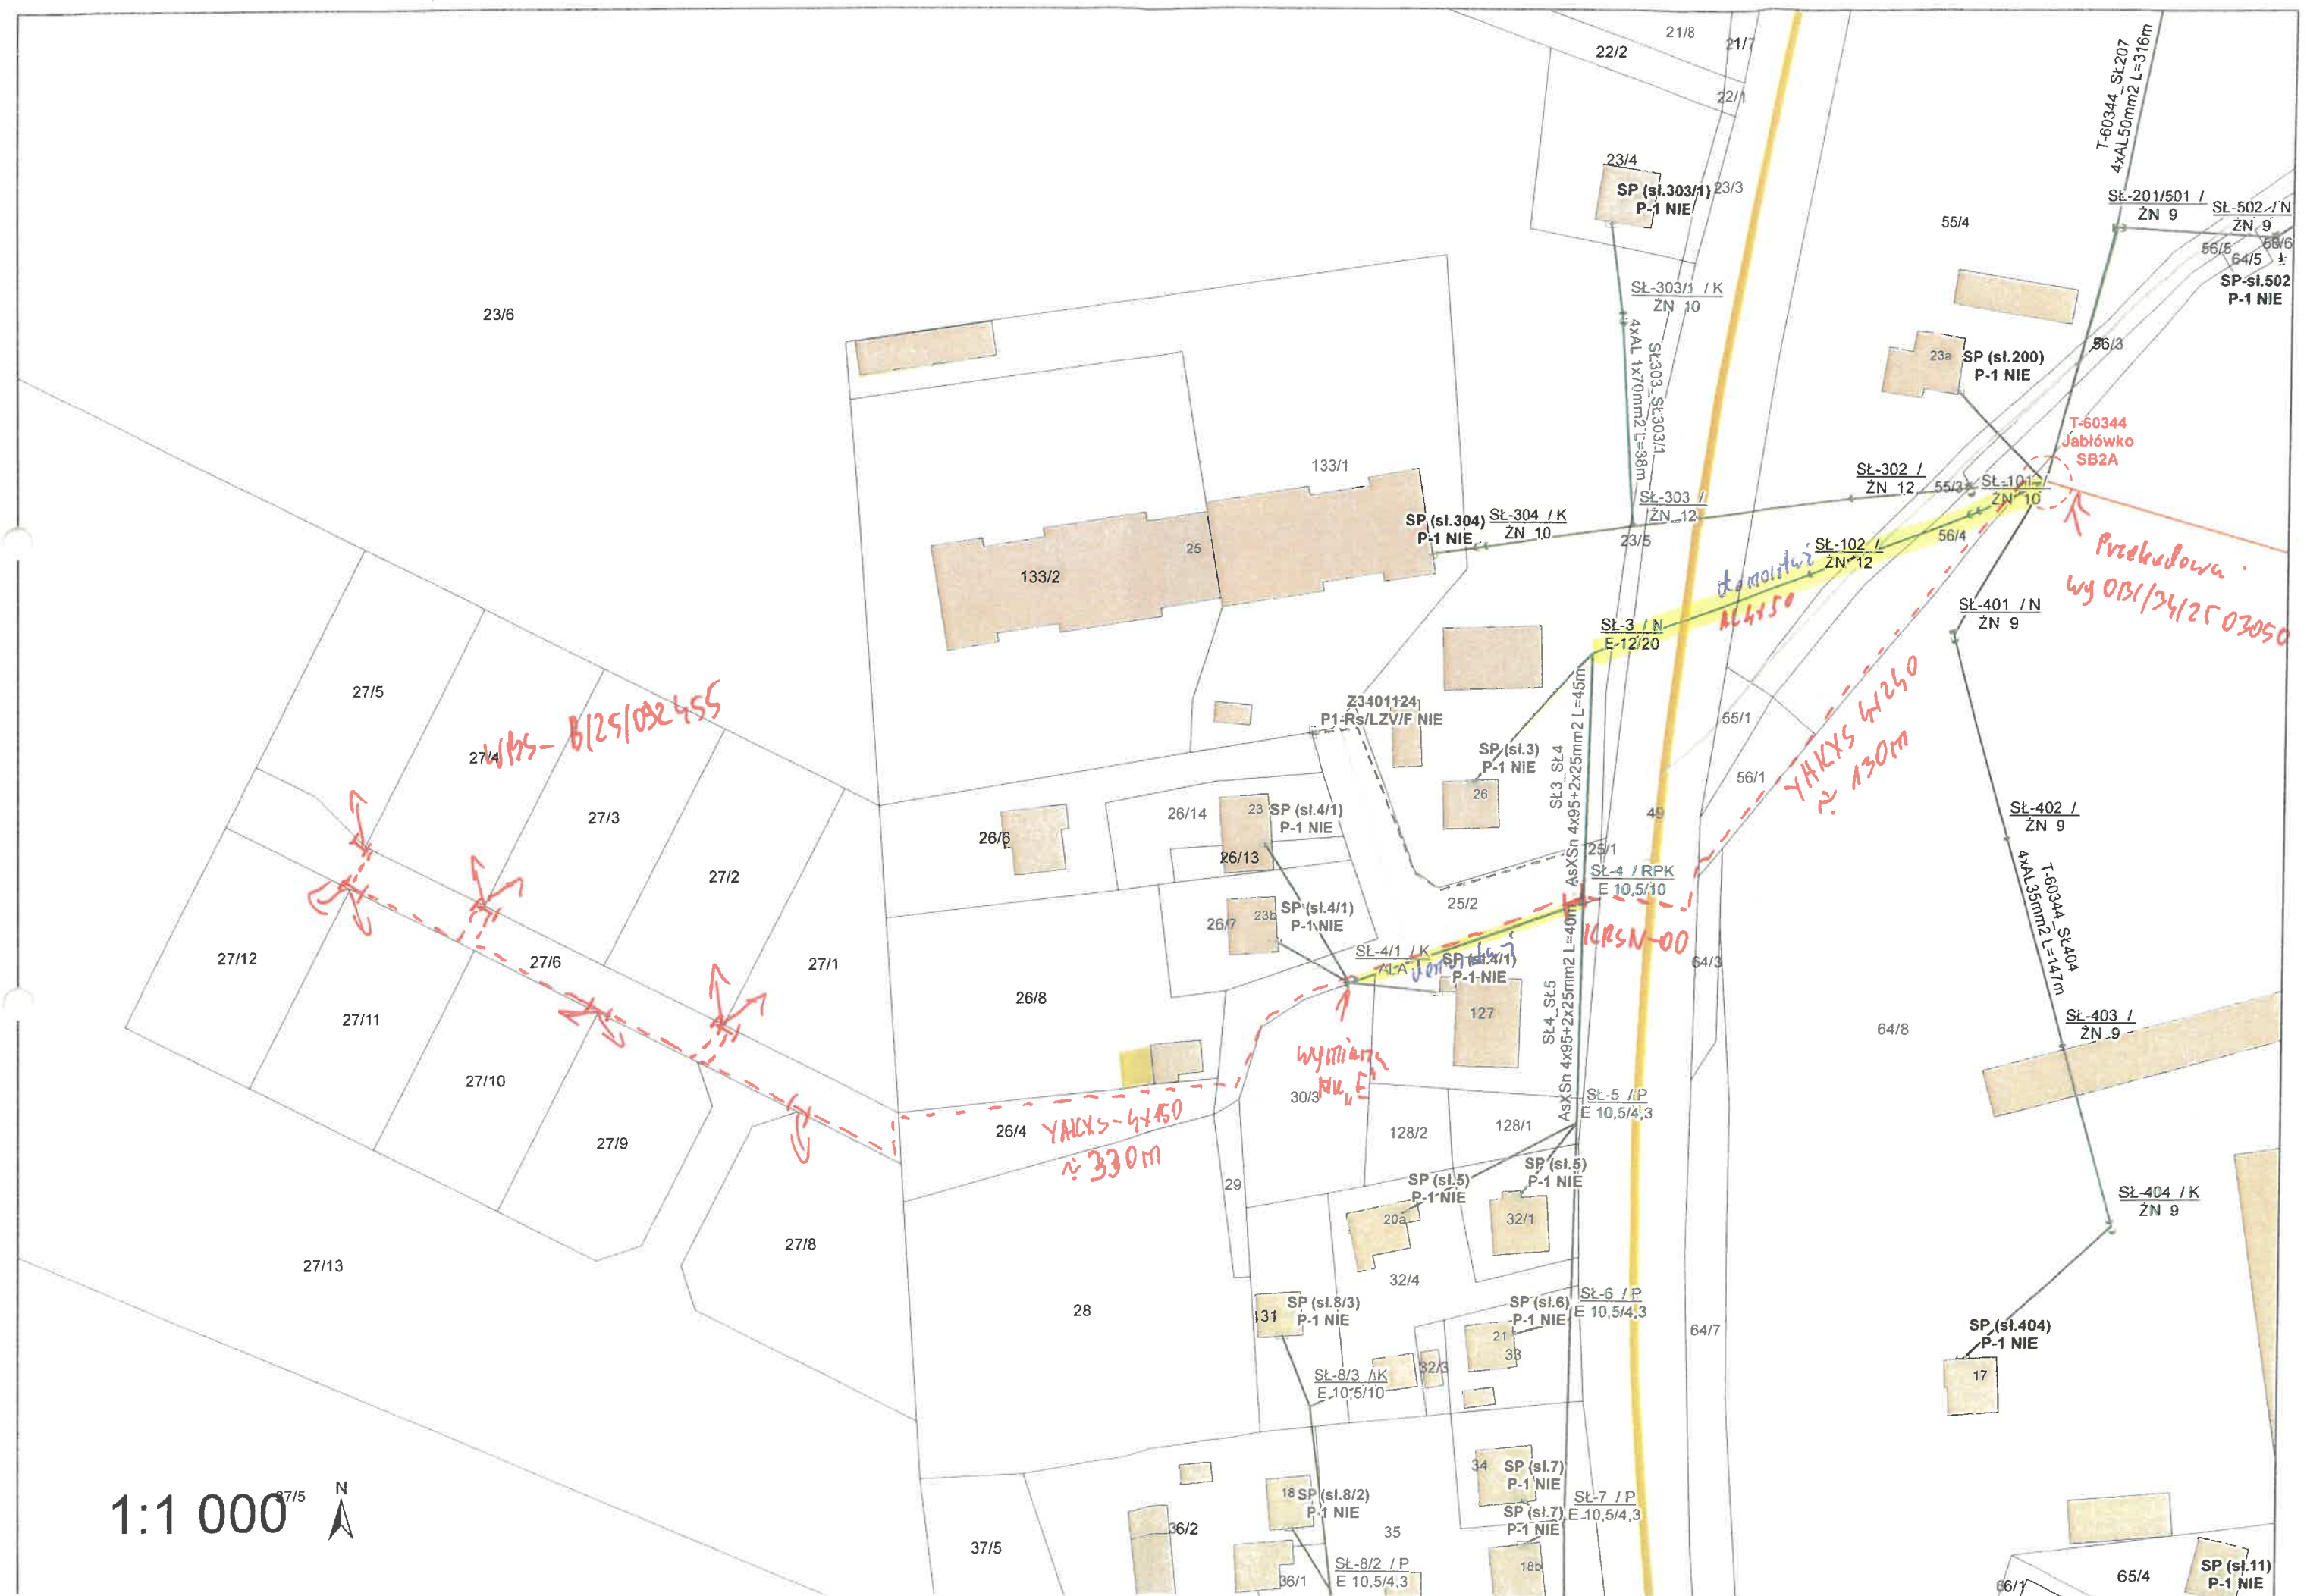 21/8
21/7
22/2
22/1
23/4
SP (sł.303/1)
P-1 NIE
23/3
T-60344_SŁ207
4xAL50mm2 L=316m
SŁ-201/501 /
ŻN 9
SŁ-502 / N
ŻN 9
55/4
56/5
64/5
SP-sł.502
P-1 NIE
23/6
SŁ-303/1 / K
ŻN 10
4xAL 1x70mm2 L=38m
SŁ303_SŁ303/1
56/3
23a
SP (sł.200)
P-1 NIE
T-60344
Jabłówko
SB2A
133/1
SŁ-302 /
ŻN 12
55/3
SŁ-101 /
ŻN 10
SŁ-303 /
ŻN 12
SP (sł.304)
P-1 NIE
SŁ-304 / K
ŻN 10
23/5
25
133/2
SŁ-102 /
ŻN 12
56/4
demontaż
AL4x50
Przebudowa
wg OBI/34/2503050
SŁ-401 / N
ŻN 9
SŁ-3 / N
E-12/20
27/5
WBS- B/25/092455
27/4
Z3401124
P1-Rs/LZV/F NIE
SP (sł.3)
P-1 NIE
26
SŁ3_SŁ4
AsXSn 4x95+2x25mm2 L=45m
55/1
56/1
YAKXS 4x240
≈ 130m
49
27/3
26/6
26/14
23
SP (sł.4/1)
P-1 NIE
26/13
25/1
SŁ-402 /
ŻN 9
27/2
SŁ-4 / RPK
E 10,5/10
25/2
T-60344_SŁ404
4xAL35mm2 L=147m
26/7
23b
SP (sł.4/1)
P-1 NIE
KRSN-00
27/12
27/6
27/1
SŁ-4/1 / K
ALA
demontaż
SP (sł.4/1)
P-1 NIE
64/3
26/8
127
SŁ4_SŁ5
AsXSn 4x95+2x25mm2 L=40m
27/11
SŁ-403 /
ŻN 9
64/8
wymiana
na "E"
27/10
30/3
SŁ-5 / P
E 10,5/4,3
26/4
YAKXS-4x150
≈ 330m
128/2
128/1
27/9
29
SP (sł.5)
P-1 NIE
SP (sł.5)
P-1 NIE
SŁ-404 / K
ŻN 9
20a
32/1
27/8
27/13
32/4
28
131
SP (sł.8/3)
P-1 NIE
SP (sł.6)
P-1 NIE
SŁ-6 / P
E 10,5/4,3
64/7
21
33
32/3
SP (sł.404)
P-1 NIE
17
SŁ-8/3 / K
E 10,5/10
34
SP (sł.7)
P-1 NIE
SP (sł.7)
P-1 NIE
SŁ-7 / P
E 10,5/4,3
1:1 000
N
18
SP (sł.8/2)
P-1 NIE
36/2
35
37/5
36/1
SŁ-8/2 / P
E 10,5/4,3
18b
65/4
SP (sł.11)
P-1 NIE
66/1